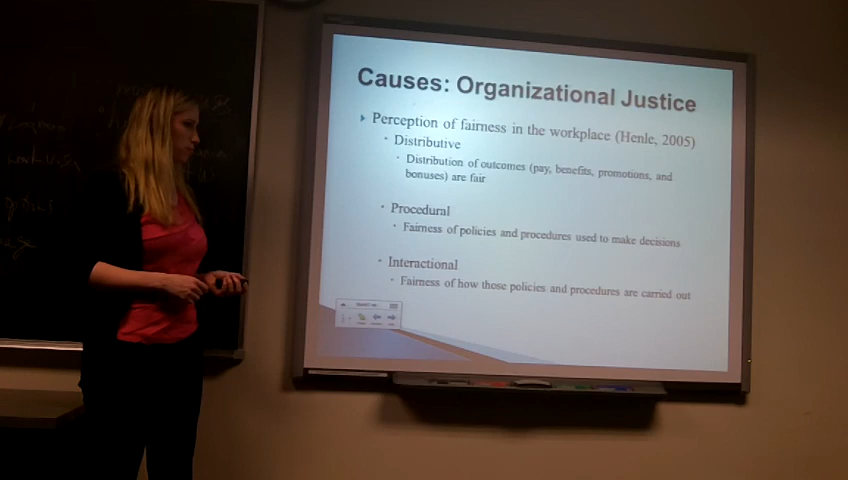 Causes: Organizational Justice
Perception of fairness in the workplace (Henle, 2005)
Distributive
Distribution of outcomes (pay, benefits, promotions, and
bonuses) are fair
Procedural
Fairness of policies and procedures used to make decisions
Interactional
Fairness of how those policies and procedures are carried out